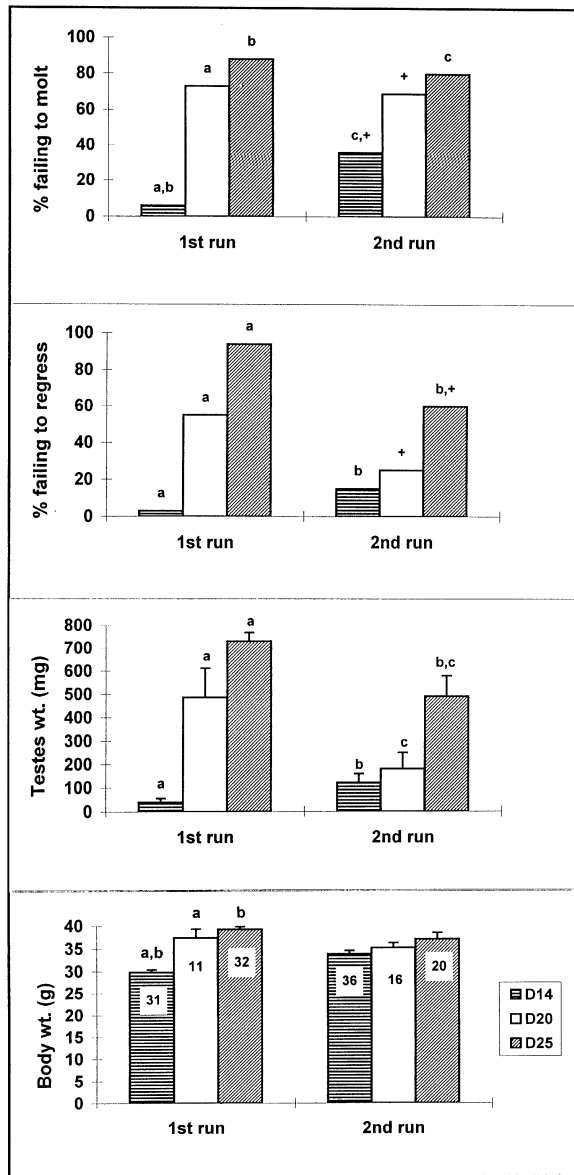 % failing to molt
100
80
60
40
20
0
a,b
a
b
c,+
+
c
1st run
2nd run
% failing to regress
100
80
60
40
20
0
a
a
a
b
+
b,+
1st run
2nd run
Testes wt. (mg)
800
700
600
500
400
300
200
100
0
a
a
a
b
c
b,c
1st run
2nd run
Body wt. (g)
40
35
30
25
20
15
10
5
0
a,b
a
b
31
11
32
36
16
20
1st run
2nd run
D14
D20
D25